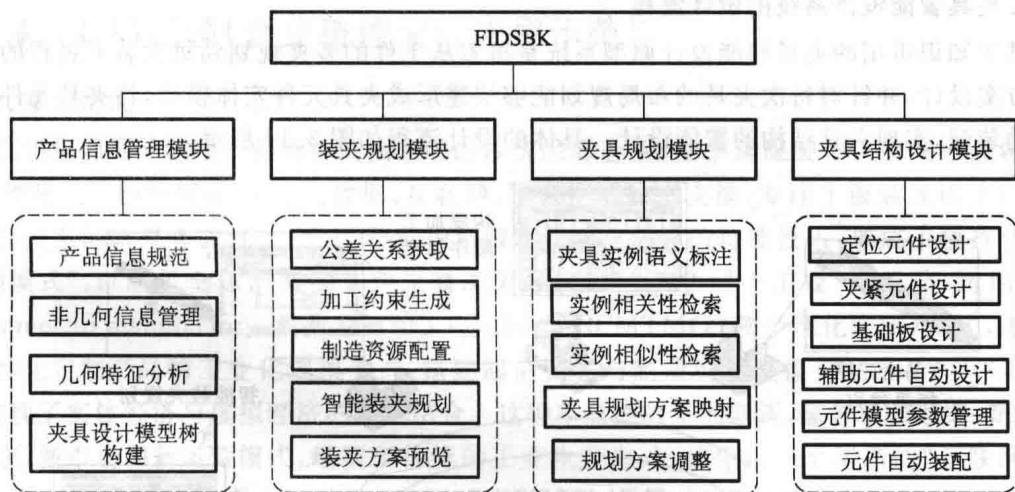 FIDSBK
产品信息管理模块
装夹规划模块
夹具规划模块
夹具结构设计模块
产品信息规范
非几何信息管理
几何特征分析
夹具设计模型树
构建
公差关系获取
加工约束生成
制造资源配置
智能装夹规划
装夹方案预览
夹具实例语义标注
实例相关性检索
实例相似性检索
夹具规划方案映射
规划方案调整
定位元件设计
夹紧元件设计
基础板设计
辅助元件自动设计
元件模型参数管理
元件自动装配